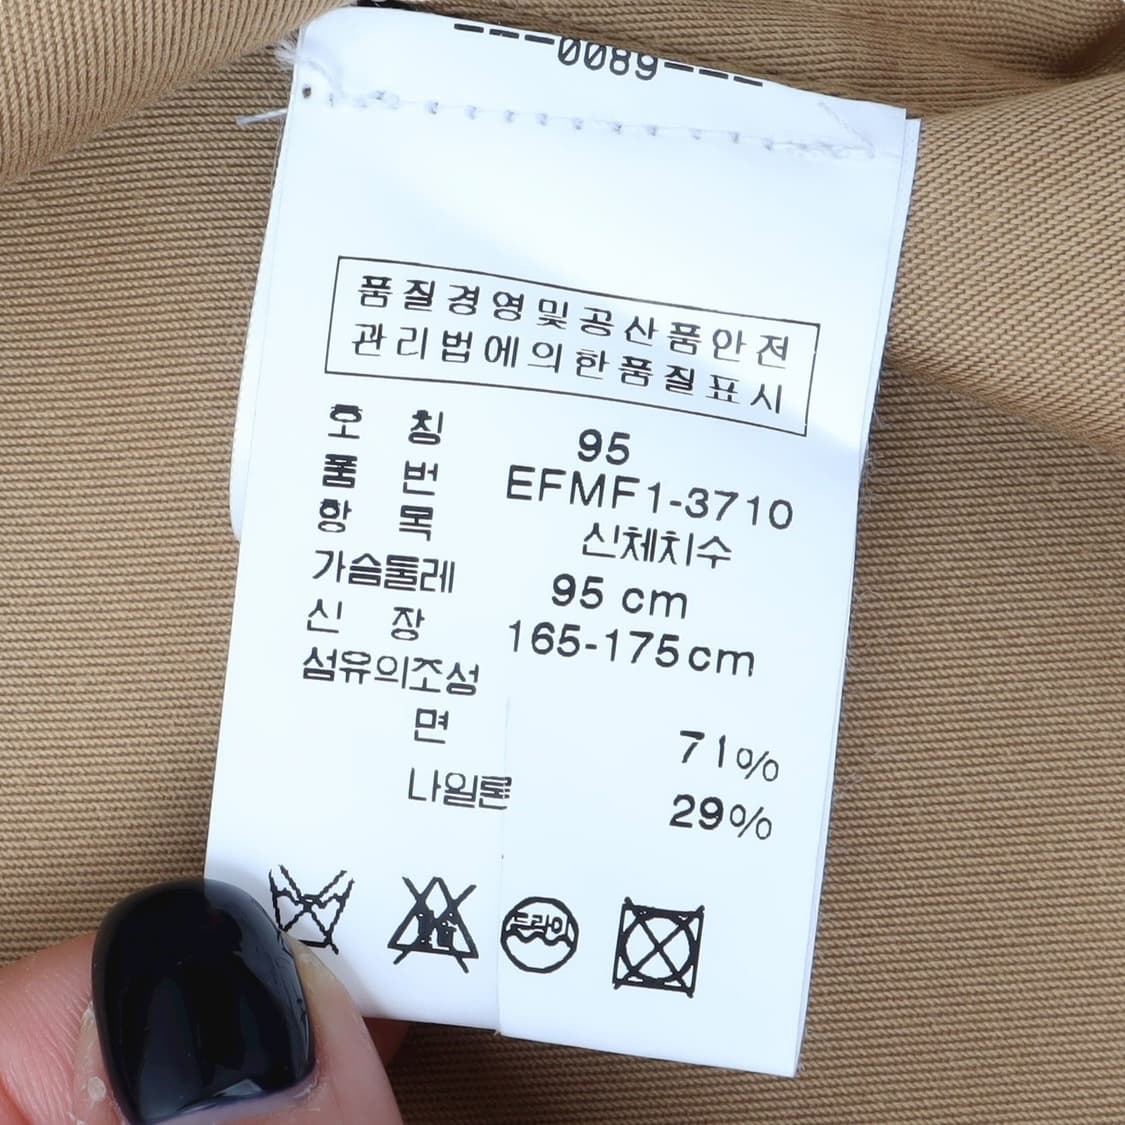 ---0089---
품질경영및공산품안전
관리법에의한품질표시
호 칭 95
품 번 EFMF1-3710
항 목 신체치수
가슴둘레 95 cm
신 장 165-175cm
섬유의조성
면 71%
나일론 29%
드라이